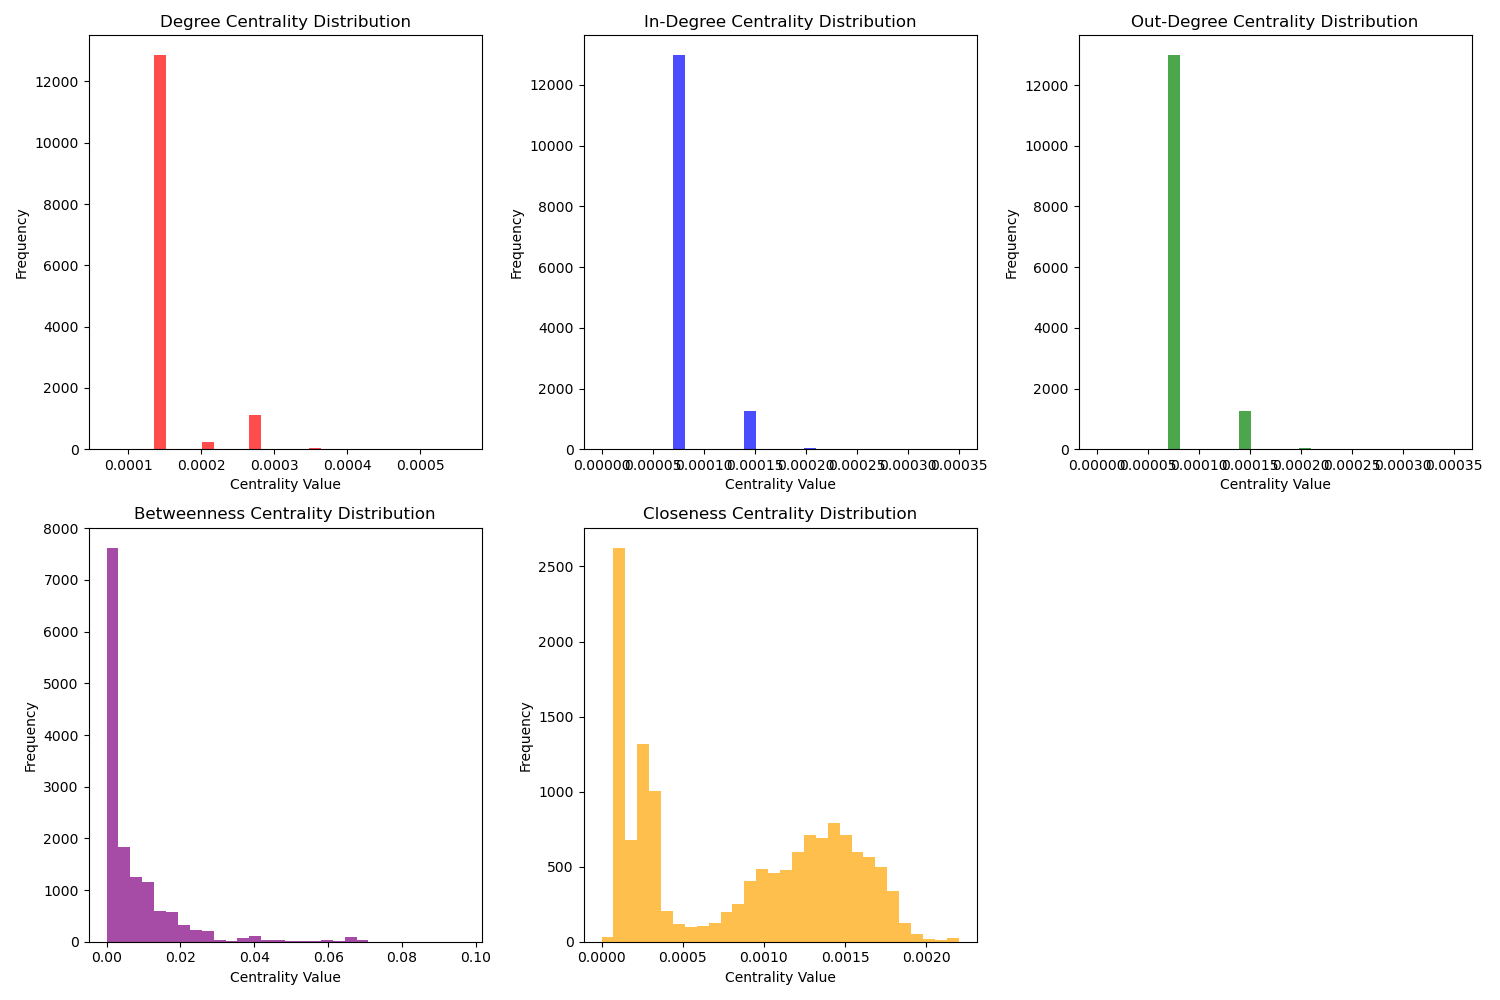 Degree Centrality Distribution
12000
10000
8000
6000
4000
2000
0
Frequency
0.0001 0.0002 0.0003 0.0004 0.0005
Centrality Value
In-Degree Centrality Distribution
12000
10000
8000
6000
4000
2000
0
Frequency
0.00000 0.00005 0.00010 0.00015 0.00020 0.00025 0.00030 0.00035
Centrality Value
Out-Degree Centrality Distribution
12000
10000
8000
6000
4000
2000
0
Frequency
0.00000 0.00005 0.00010 0.00015 0.00020 0.00025 0.00030 0.00035
Centrality Value
Betweenness Centrality Distribution
8000
7000
6000
5000
4000
3000
2000
1000
0
Frequency
0.00 0.02 0.04 0.06 0.08 0.10
Centrality Value
Closeness Centrality Distribution
2500
2000
1500
1000
500
0
Frequency
0.0000 0.0005 0.0010 0.0015 0.0020
Centrality Value